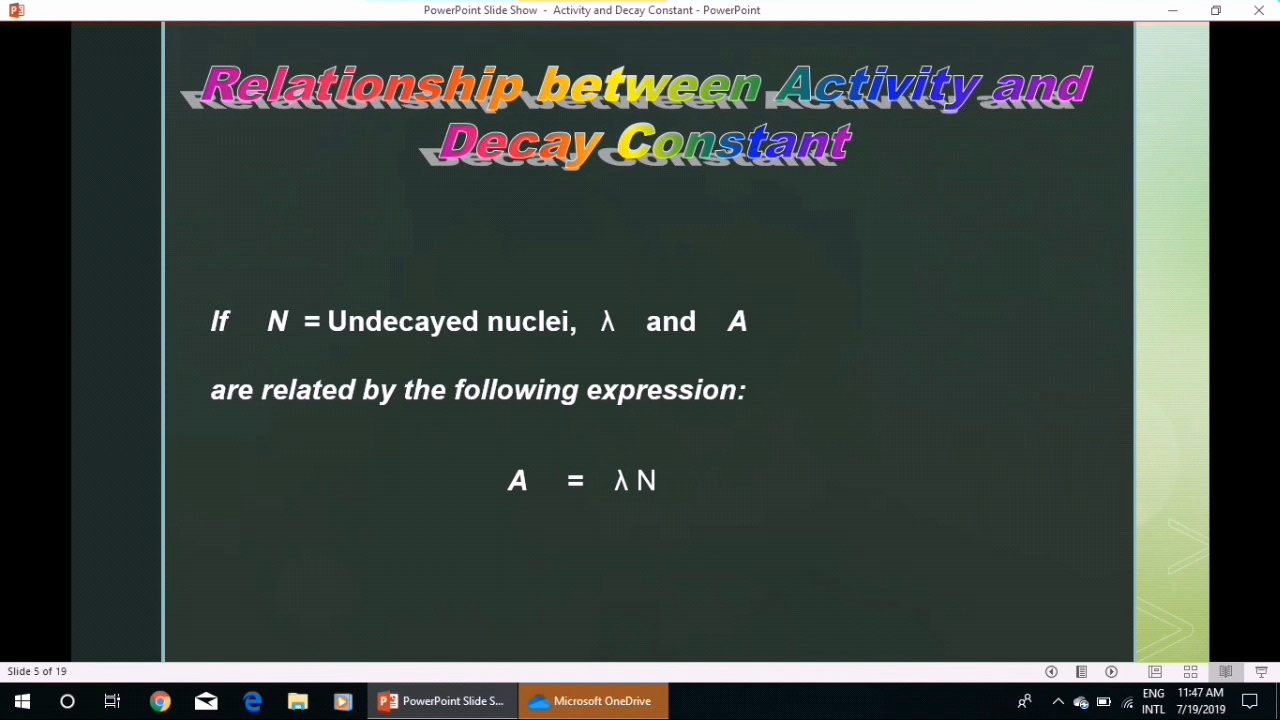 PowerPoint Slide Show - Activity and Decay Constant - PowerPoint
Relationship between Activity and
Decay Constant
If N = Undecayed nuclei, λ and A
are related by the following expression:
A = λ N
Slide 5 of 19
PowerPoint Slide S...
Microsoft OneDrive
ENG
INTL
11:47 AM
7/19/2019